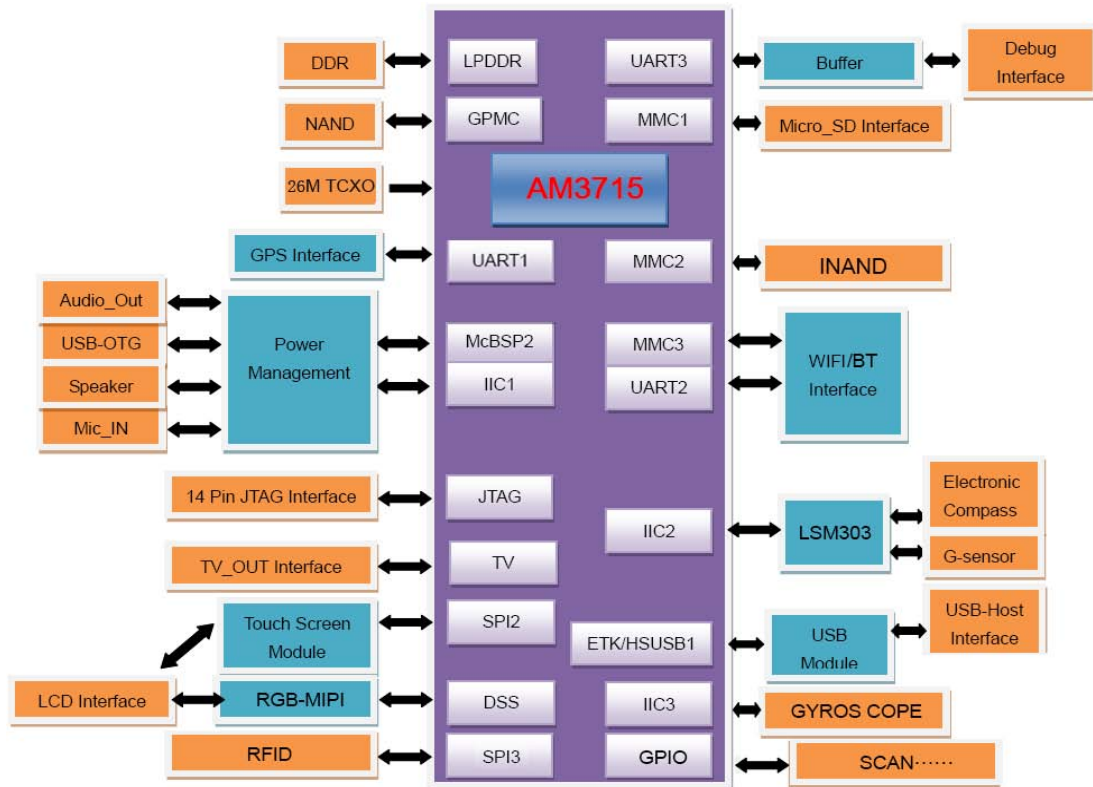 DDR
LPDDR
UART3
Buffer
Debug
Interface
NAND
GPMC
MMC1
Micro_SD Interface
26M TCXO
AM3715
GPS Interface
UART1
MMC2
INAND
Audio_Out
USB-OTG
Speaker
Mic_IN
Power
Management
McBSP2
IIC1
MMC3
UART2
WIFI/BT
Interface
14 Pin JTAG Interface
JTAG
IIC2
LSM303
Electronic
Compass
G-sensor
TV_OUT Interface
TV
Touch Screen
Module
SPI2
ETK/HSUSB1
USB
Module
USB-Host
Interface
LCD Interface
RGB-MIPI
DSS
IIC3
GYROS COPE
RFID
SPI3
GPIO
SCAN······